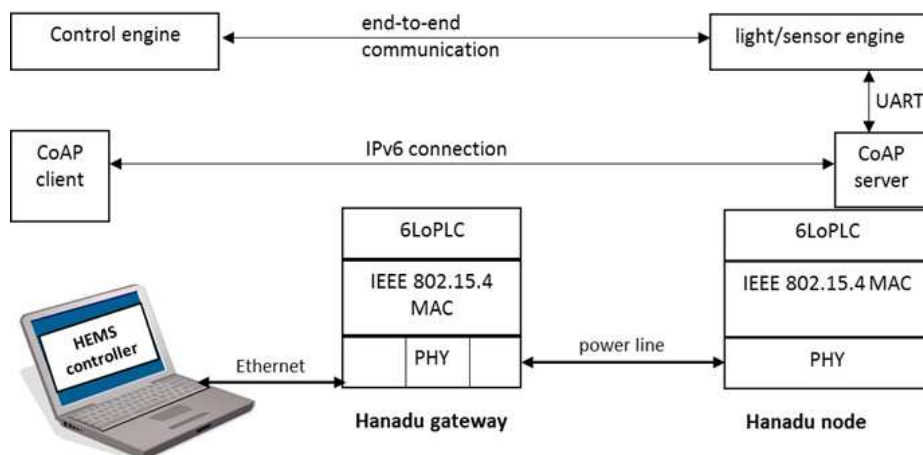 Control engine
end-to-end
communication
light/sensor engine
UART
CoAP
client
IPv6 connection
CoAP
server
6LoPLC
6LoPLC
IEEE 802.15.4
MAC
IEEE 802.15.4 MAC
HEMS
controller
Ethernet
PHY
power line
PHY
Hanadu gateway
Hanadu node